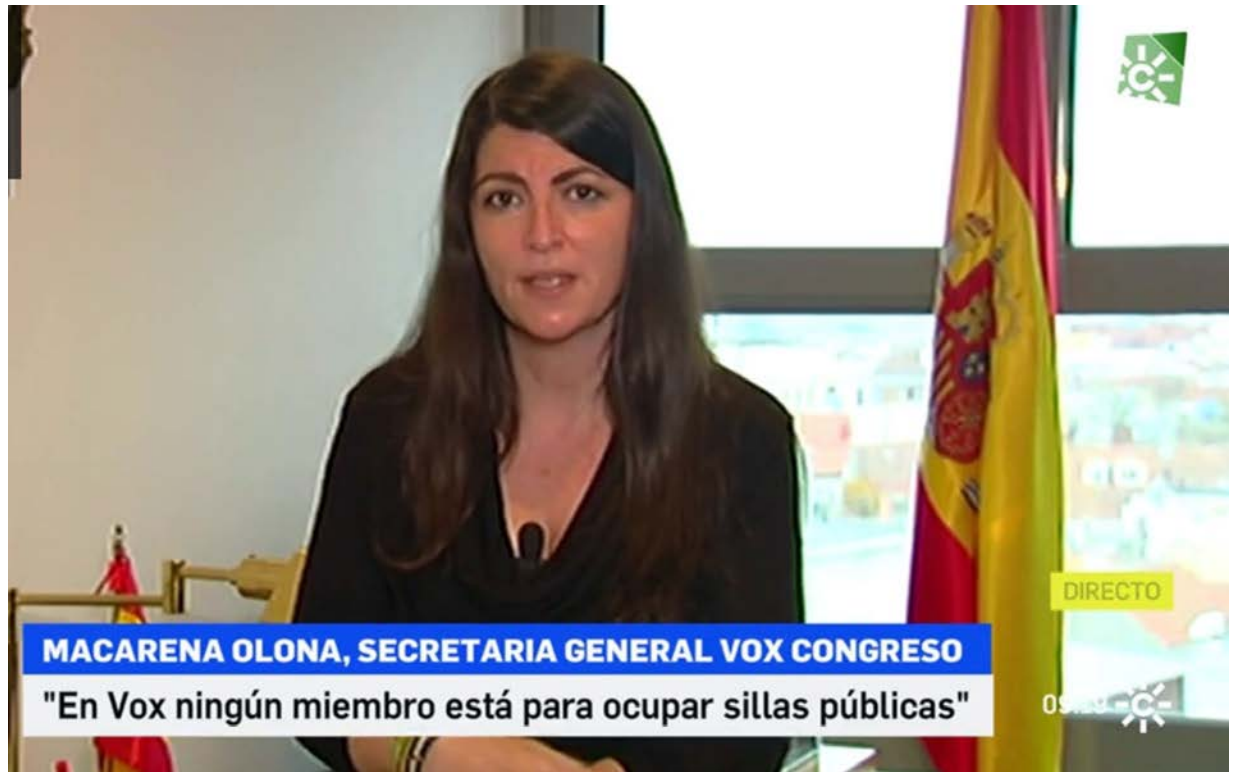 DIRECTO
MACARENA OLONA, SECRETARIA GENERAL VOX CONGRESO
"En Vox ningún miembro está para ocupar sillas públicas"